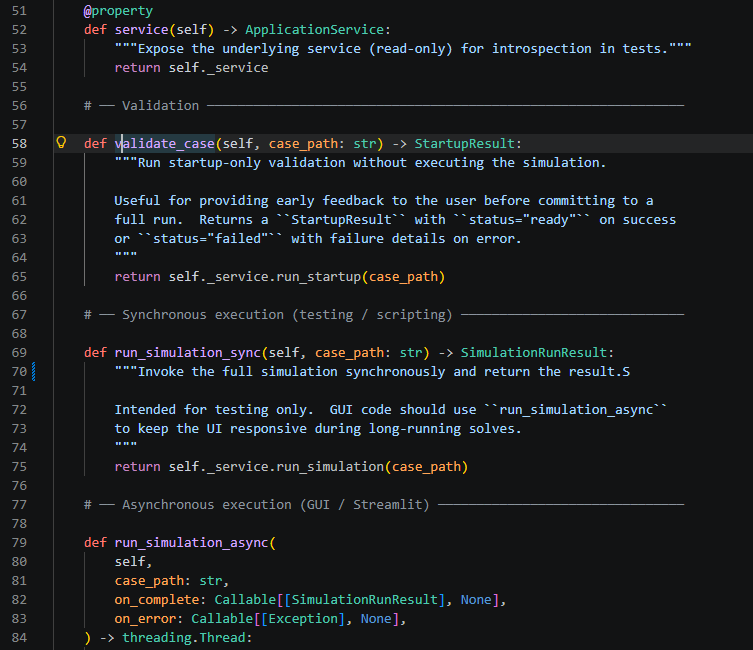 51 @property
52 def service(self) -> ApplicationService:
53 """Expose the underlying service (read-only) for introspection in tests."""
54 return self._service
55
56 # —— Validation ——————————————————————————————
57
58 def validate_case(self, case_path: str) -> StartupResult:
59 """Run startup-only validation without executing the simulation.
60
61 Useful for providing early feedback to the user before committing to a
62 full run.  Returns a ``StartupResult`` with ``status="ready"`` on success
63 or ``status="failed"`` with failure details on error.
64 """
65 return self._service.run_startup(case_path)
66
67 # —— Synchronous execution (testing / scripting) ——————————————
68
69 def run_simulation_sync(self, case_path: str) -> SimulationRunResult:
70 """Invoke the full simulation synchronously and return the result.S
71
72 Intended for testing only.  GUI code should use ``run_simulation_async``
73 to keep the UI responsive during long-running solves.
74 """
75 return self._service.run_simulation(case_path)
76
77 # —— Asynchronous execution (GUI / Streamlit) ———————————————
78
79 def run_simulation_async(
80 self,
81 case_path: str,
82 on_complete: Callable[[SimulationRunResult], None],
83 on_error: Callable[[Exception], None],
84 ) -> threading.Thread: